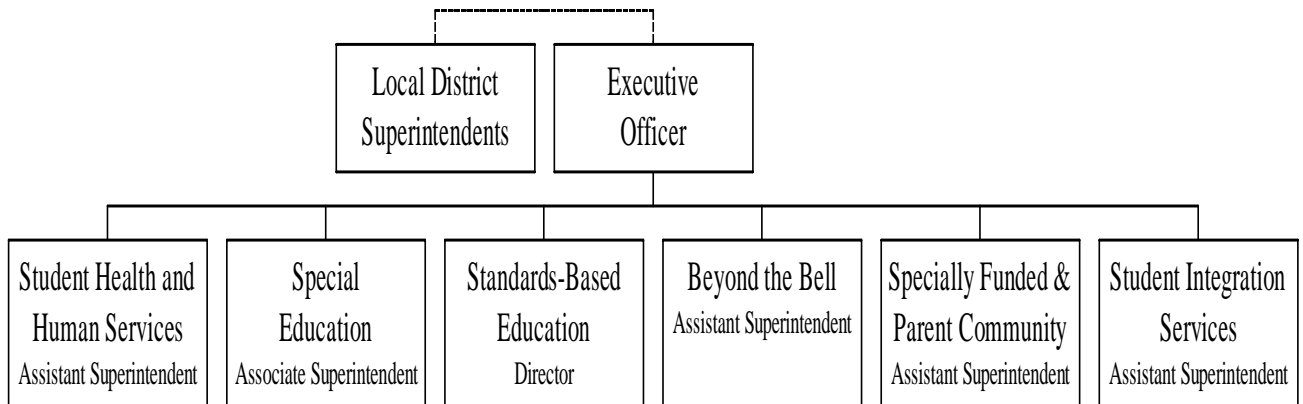 Local District
Superintendents
Executive
Officer
Student Health and
Human Services
Assistant Superintendent
Special
Education
Associate Superintendent
Standards-Based
Education
Director
Beyond the Bell
Assistant Superintendent
Specially Funded &
Parent Community
Assistant Superintendent
Student Integration
Services
Assistant Superintendent